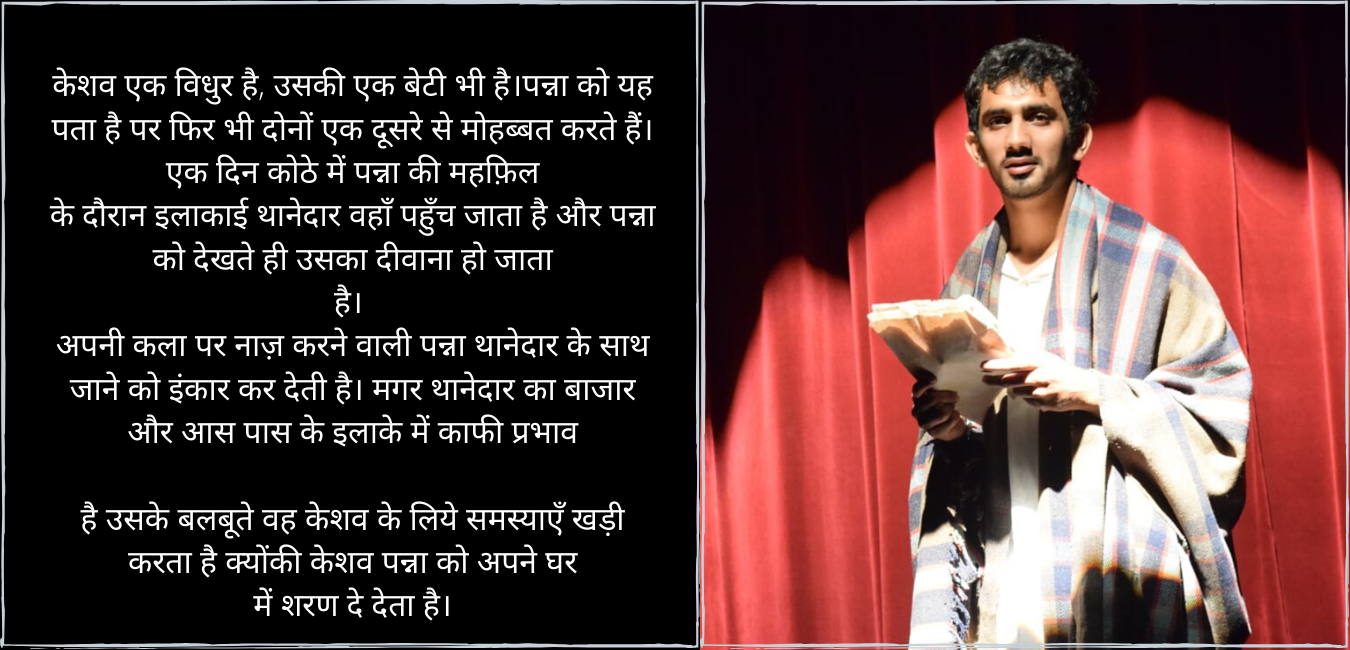 केशव एक विधुर है, उसकी एक बेटी भी है।पन्ना को यह
पता है पर फिर भी दोनों एक दूसरे से मोहब्बत करते हैं।
एक दिन कोठे में पन्ना की महफ़िल
के दौरान इलाकाई थानेदार वहाँ पहुँच जाता है और पन्ना
को देखते ही उसका दीवाना हो जाता
है।
अपनी कला पर नाज़ करने वाली पन्ना थानेदार के साथ
जाने को इंकार कर देती है। मगर थानेदार का बाजार
और आस पास के इलाके में काफी प्रभाव
है उसके बलबूते वह केशव के लिये समस्याएँ खड़ी
करता है क्योंकी केशव पन्ना को अपने घर
में शरण दे देता है।